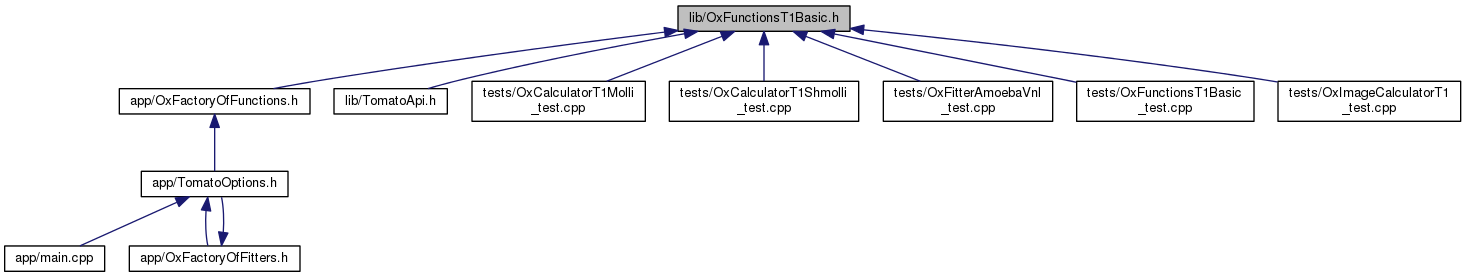 lib/OxFunctionsT1Basic.h
app/OxFactoryOfFunctions.h
lib/TomatoApi.h
tests/OxCalculatorT1Molli
_test.cpp
tests/OxCalculatorT1Shmolli
_test.cpp
tests/OxFitterAmoebaVnl
_test.cpp
tests/OxFunctionsT1Basic
_test.cpp
tests/OxImageCalculatorT1
_test.cpp
app/TomatoOptions.h
app/main.cpp
app/OxFactoryOfFitters.h